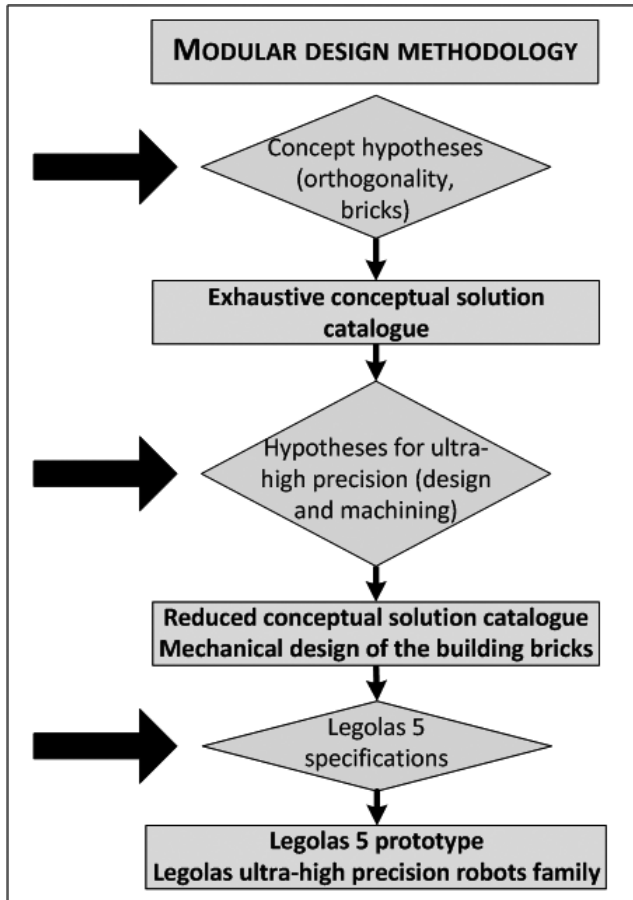 MODULAR DESIGN METHODOLOGY
Concept hypotheses
(orthogonality,
bricks)
Exhaustive conceptual solution
catalogue
Hypotheses for ultra-
high precision (design
and machining)
Reduced conceptual solution catalogue
Mechanical design of the building bricks
Legolas 5
specifications
Legolas 5 prototype
Legolas ultra-high precision robots family